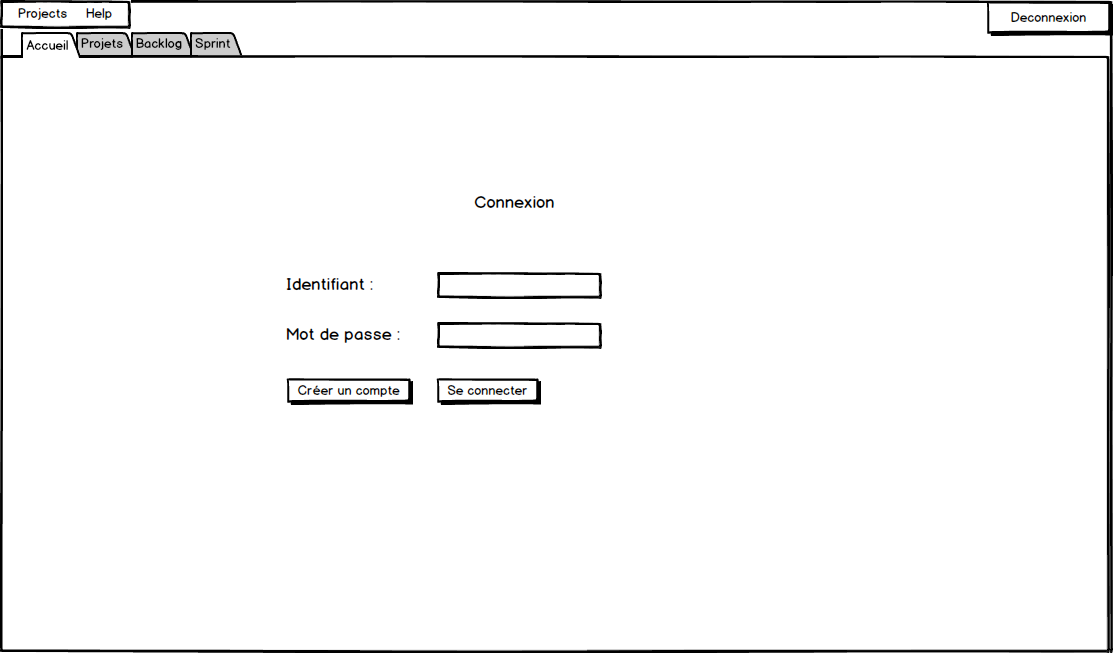 Projects Help
Deconnexion
Accueil Projets Backlog Sprint
Connexion
Identifiant :
Mot de passe :
Créer un compte Se connecter